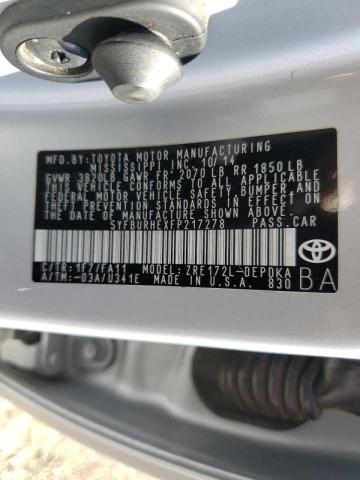 MFD.BY:TOYOTA MOTOR MANUFACTURING
MISSISSIPPI, INC. 10/14
GVWR 3820LB GAWR FR. 2070 LB RR 1850 LB
THIS VEHICLE CONFORMS TO ALL APPLICABLE
FEDERAL MOTOR VEHICLE SAFETY, BUMPER, AND
THEFT PREVENTION STANDARDS IN EFFECT ON
THE DATE OF MANUFACTURE SHOWN ABOVE.
5YFBURHEXFP217278 PASS.CAR
C/TR:1F7/FA11 MODEL:ZRE172L-DEPDKA
A/TM:-03A/U341E MADE IN U.S.A. 830
BA